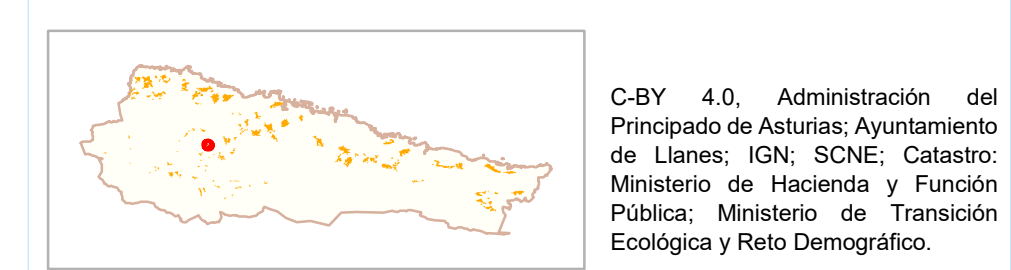 C-BY 4.0, Administración del
Principado de Asturias; Ayuntamiento
de Llanes; IGN; SCNE; Catastro:
Ministerio de Hacienda y Función
Pública; Ministerio de Transición
Ecológica y Reto Demográfico.